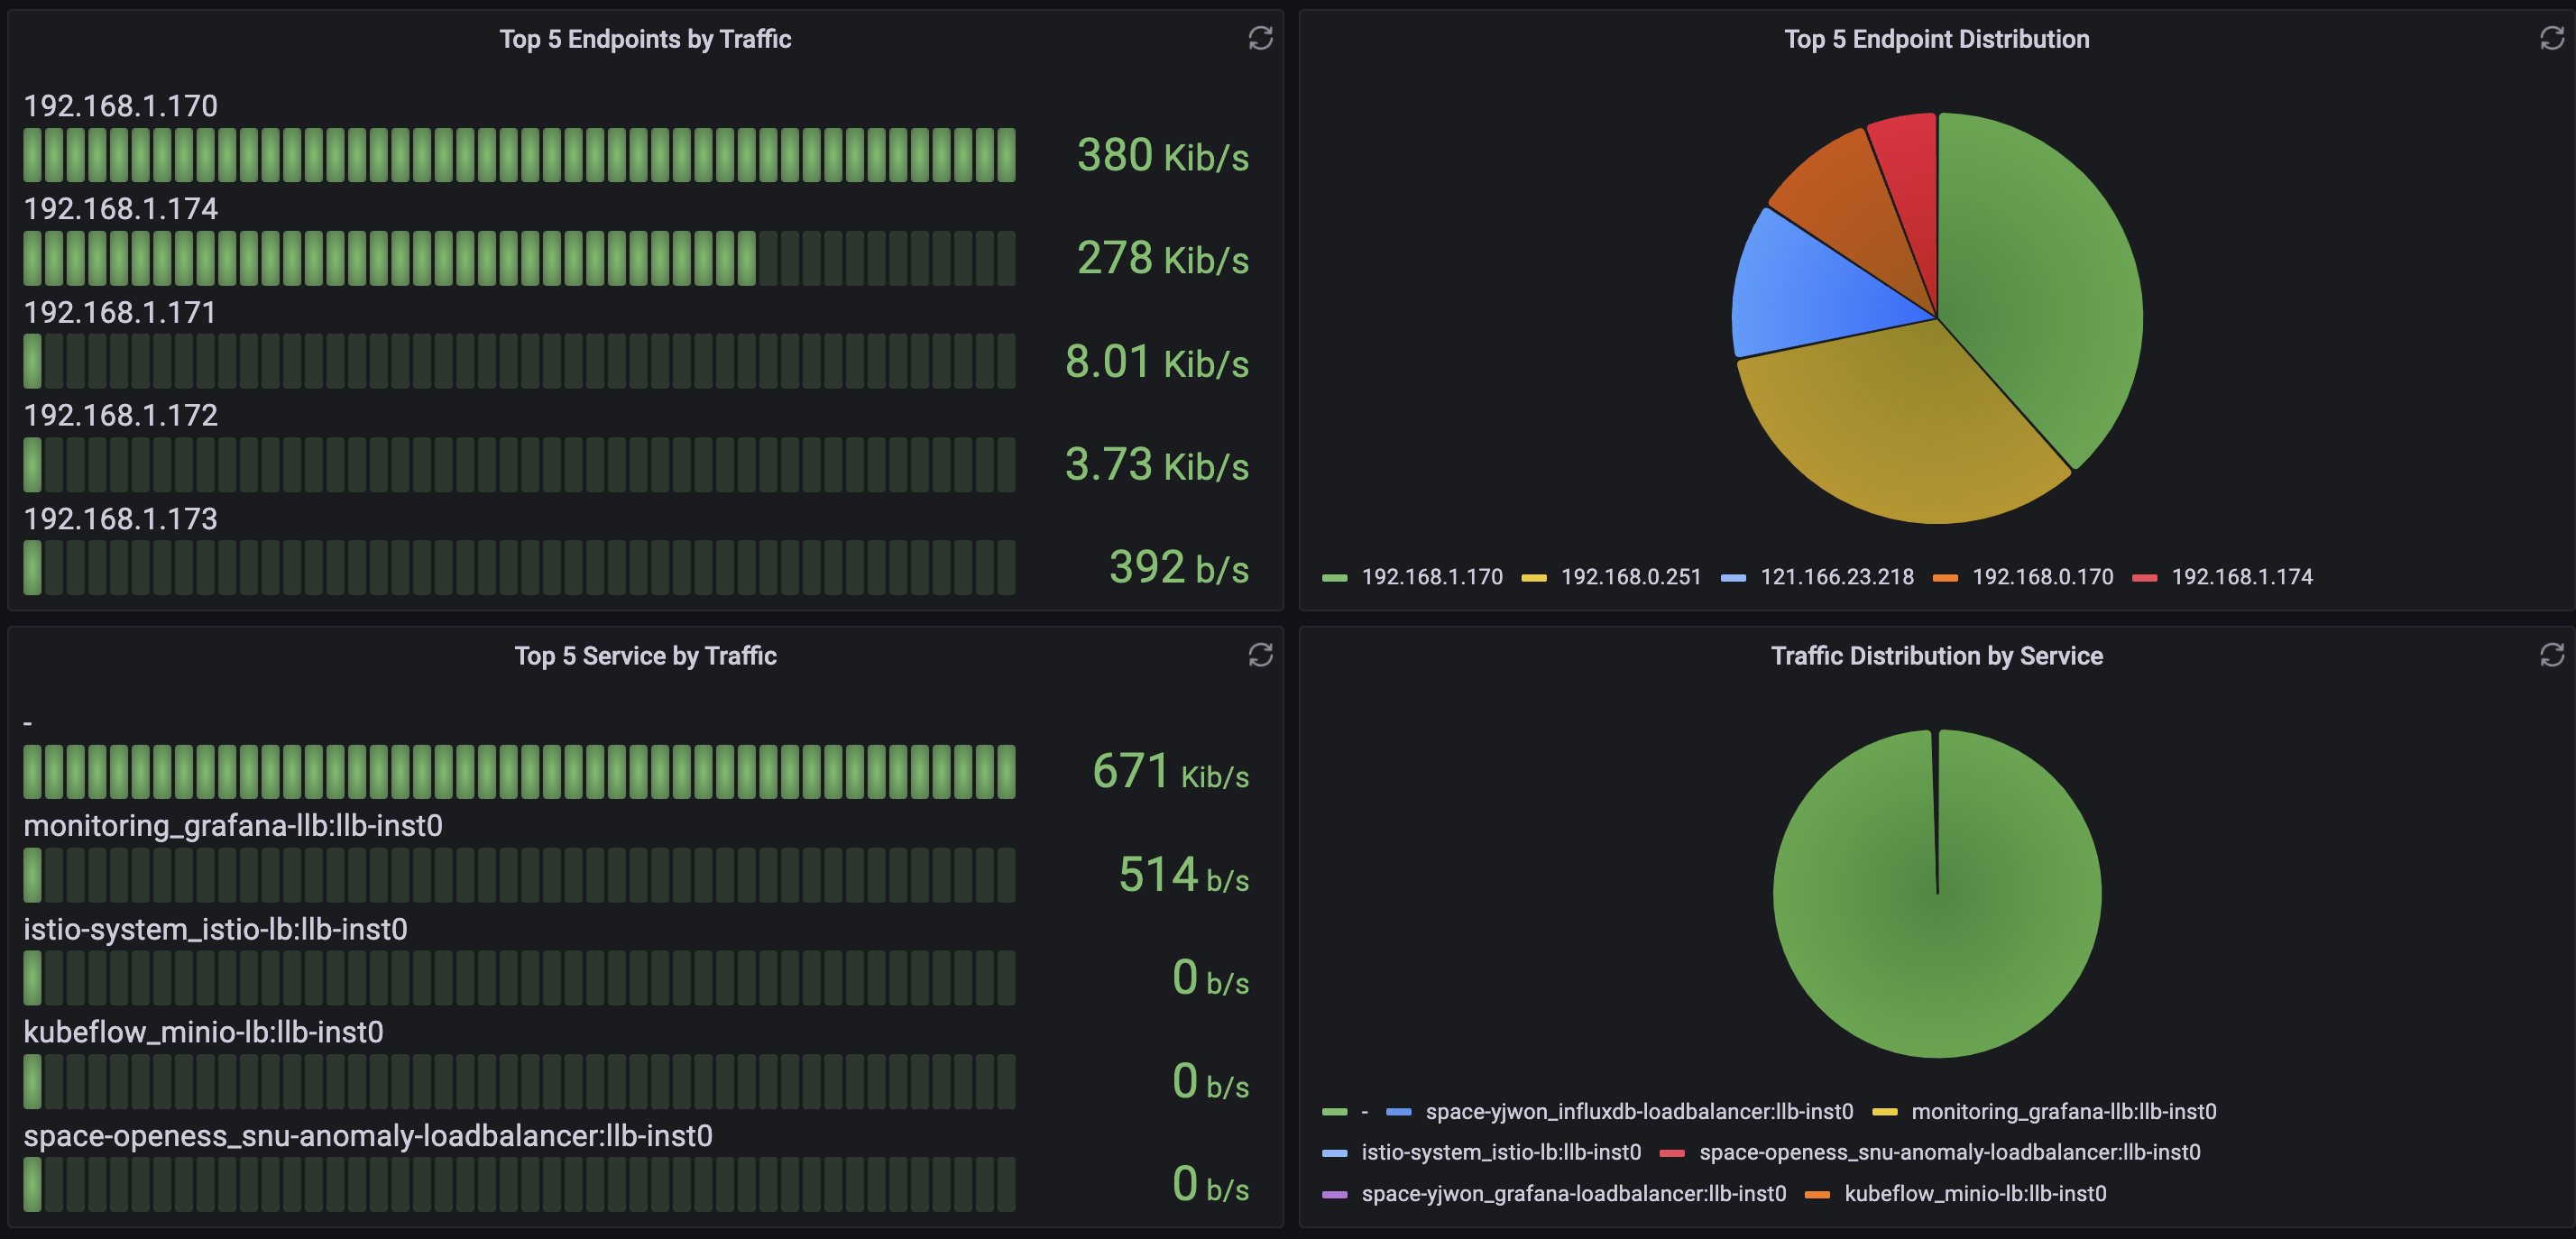 Top 5 Endpoints by Traffic
192.168.1.170
380 Kib/s
192.168.1.174
278 Kib/s
192.168.1.171
8.01 Kib/s
192.168.1.172
3.73 Kib/s
192.168.1.173
392 b/s
Top 5 Endpoint Distribution
192.168.1.170 192.168.0.251 121.166.23.218 192.168.0.170 192.168.1.174
Top 5 Service by Traffic
-
671 Kib/s
monitoring_grafana-llb:llb-inst0
514 b/s
istio-system_istio-lb:llb-inst0
0 b/s
kubeflow_minio-lb:llb-inst0
0 b/s
space-openess_snu-anomaly-loadbalancer:llb-inst0
0 b/s
Traffic Distribution by Service
- space-yjwon_influxdb-loadbalancer:llb-inst0 monitoring_grafana-llb:llb-inst0
istio-system_istio-lb:llb-inst0 space-openess_snu-anomaly-loadbalancer:llb-inst0
space-yjwon_grafana-loadbalancer:llb-inst0 kubeflow_minio-lb:llb-inst0